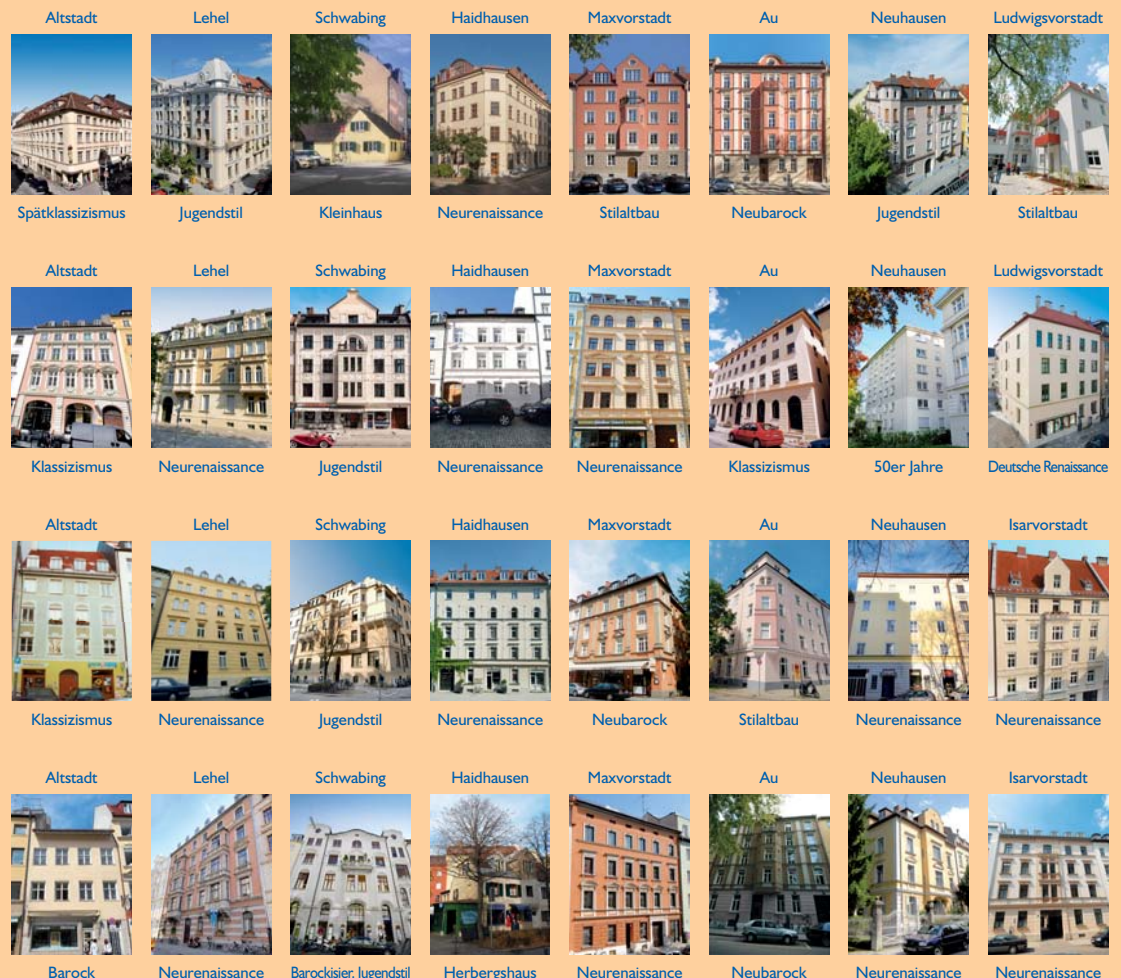 Altstadt Lehel Schwabing Haidhausen Maxvorstadt Au Neuhausen Ludwigsvorstadt
Spätklassizismus Jugendstil Kleinhaus Neurenaissance Stilaltbau Neubarock Jugendstil Stilaltbau
Altstadt Lehel Schwabing Haidhausen Maxvorstadt Au Neuhausen Ludwigsvorstadt
Klassizismus Neurenaissance Jugendstil Neurenaissance Neurenaissance Klassizismus 50er Jahre Deutsche Renaissance
Altstadt Lehel Schwabing Haidhausen Maxvorstadt Au Neuhausen Isarvorstadt
Klassizismus Neurenaissance Jugendstil Neurenaissance Neubarock Stilaltbau Neurenaissance Neurenaissance
Altstadt Lehel Schwabing Haidhausen Maxvorstadt Au Neuhausen Isarvorstadt
Barock Neurenaissance Barockisier. Jugendstil Herbergshaus Neurenaissance Neubarock Neurenaissance Neurenaissance